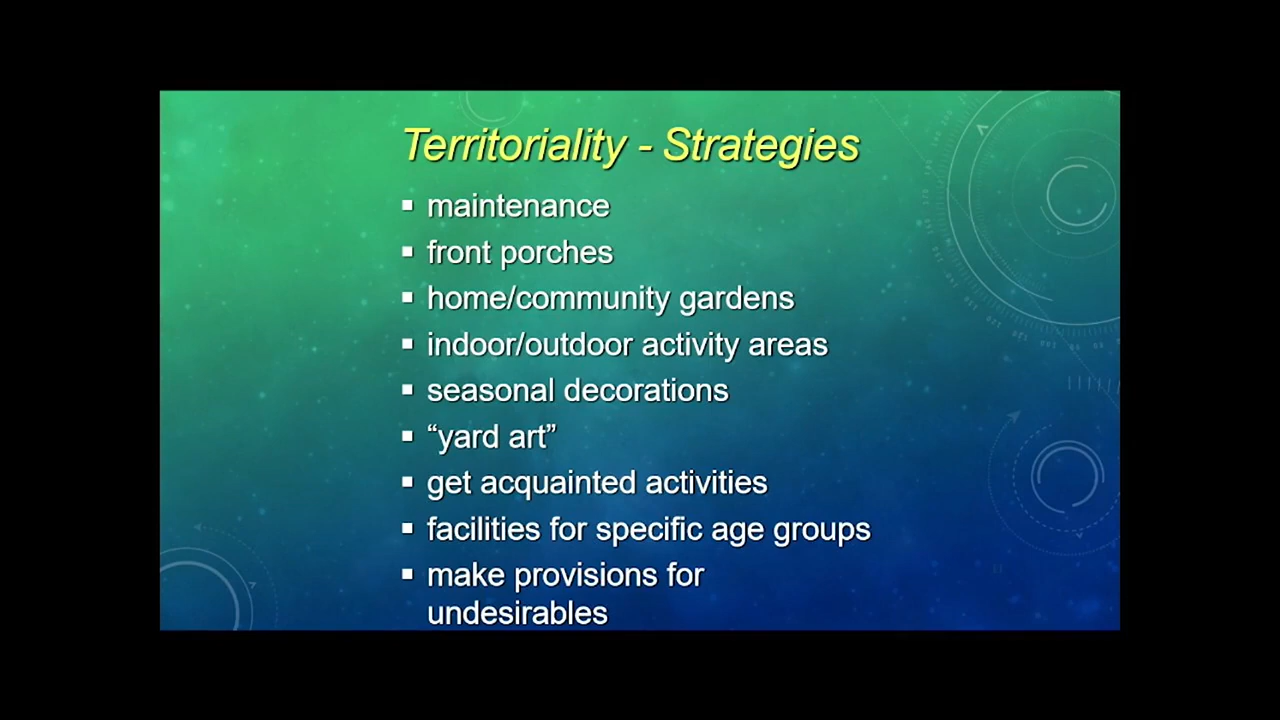 Territoriality - Strategies
▪ maintenance
▪ front porches
▪ home/community gardens
▪ indoor/outdoor activity areas
▪ seasonal decorations
▪ “yard art”
▪ get acquainted activities
▪ facilities for specific age groups
▪ make provisions for
undesirables